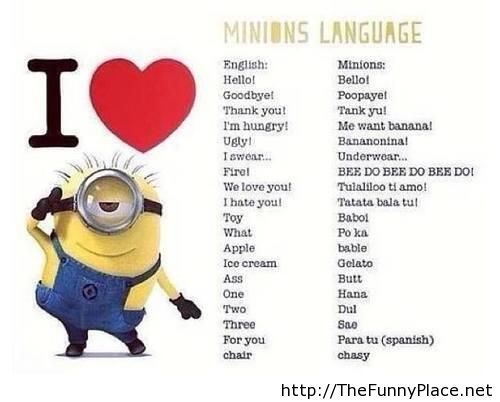 I
MINIONS LANGUAGE
English: Minions:
Hello! Bello!
Goodbye! Poopaye!
Thank you! Tank yu!
I'm hungry! Me want banana!
Ugly! Bananonina!
I swear... Underwear...
Fire! BEE DO BEE DO BEE DO!
We love you! Tulaliloo ti amo!
I hate you! Tatata bala tu!
Toy Baboi
What Po ka
Apple bable
Ice cream Gelato
Ass Butt
One Hana
Two Dul
Three Sae
For you Para tu (spanish)
chair chasy
http://TheFunnyPlace.net